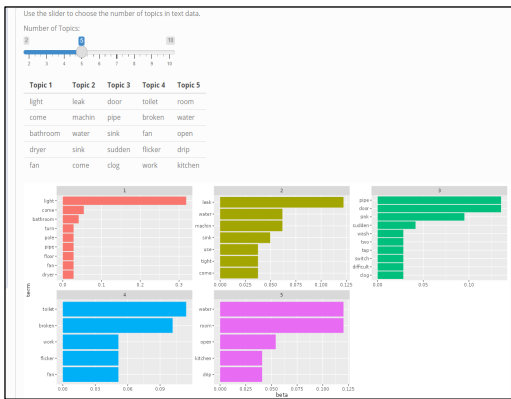 Use the slider to choose the number of topics in text data.
Number of Topics:
2 5 10
2 3 4 5 6 7 8 9 10
Topic 1 Topic 2 Topic 3 Topic 4 Topic 5
light leak door toilet room
come machin pipe broken water
bathroom water sink fan open
dryer sink sudden flicker drip
fan come clog work kitchen
1
light
come
bathroom
turn
pole
pipe
floor
fan
dryer
0.0 0.1 0.2 0.3
2
leak
water
machin
sink
use
tight
come
0.000 0.025 0.050 0.075 0.100 0.125
3
pipe
door
sink
sudden
wash
two
tap
switch
difficult
clog
0.00 0.05 0.10
term
4
toilet
broken
work
flicker
fan
0.00 0.03 0.06 0.09
5
water
room
open
kitchen
drip
0.000 0.025 0.050 0.075 0.100 0.125
beta